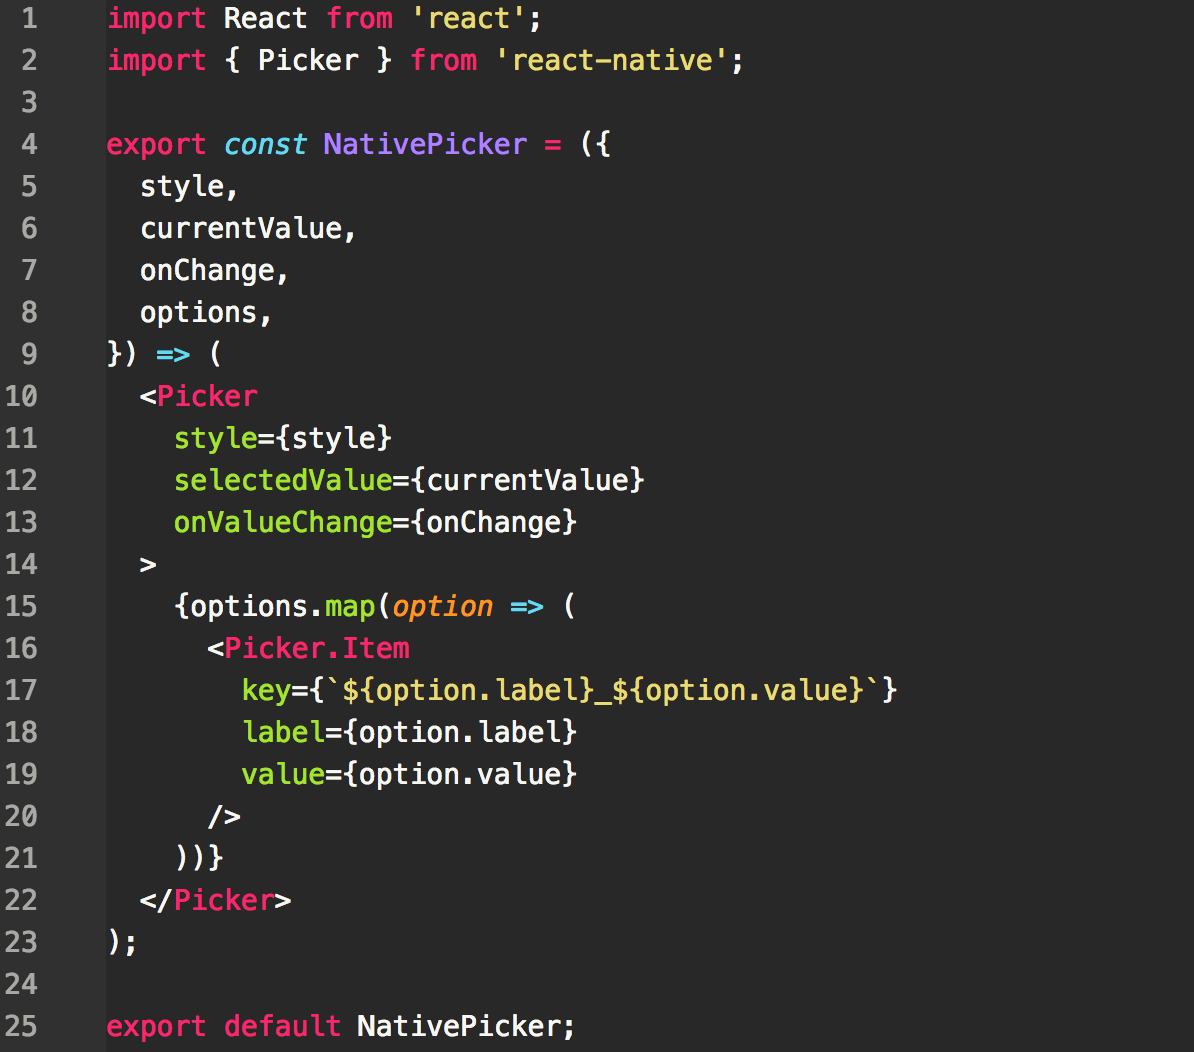 1 import React from 'react';
2 import { Picker } from 'react-native';
3
4 export const NativePicker = ({
5   style,
6   currentValue,
7   onChange,
8   options,
9 }) => (
10   <Picker
11     style={style}
12     selectedValue={currentValue}
13     onValueChange={onChange}
14   >
15     {options.map(option => (
16       <Picker.Item
17         key={`${option.label}_${option.value}`}
18         label={option.label}
19         value={option.value}
20       />
21     ))}
22   </Picker>
23 );
24
25 export default NativePicker;